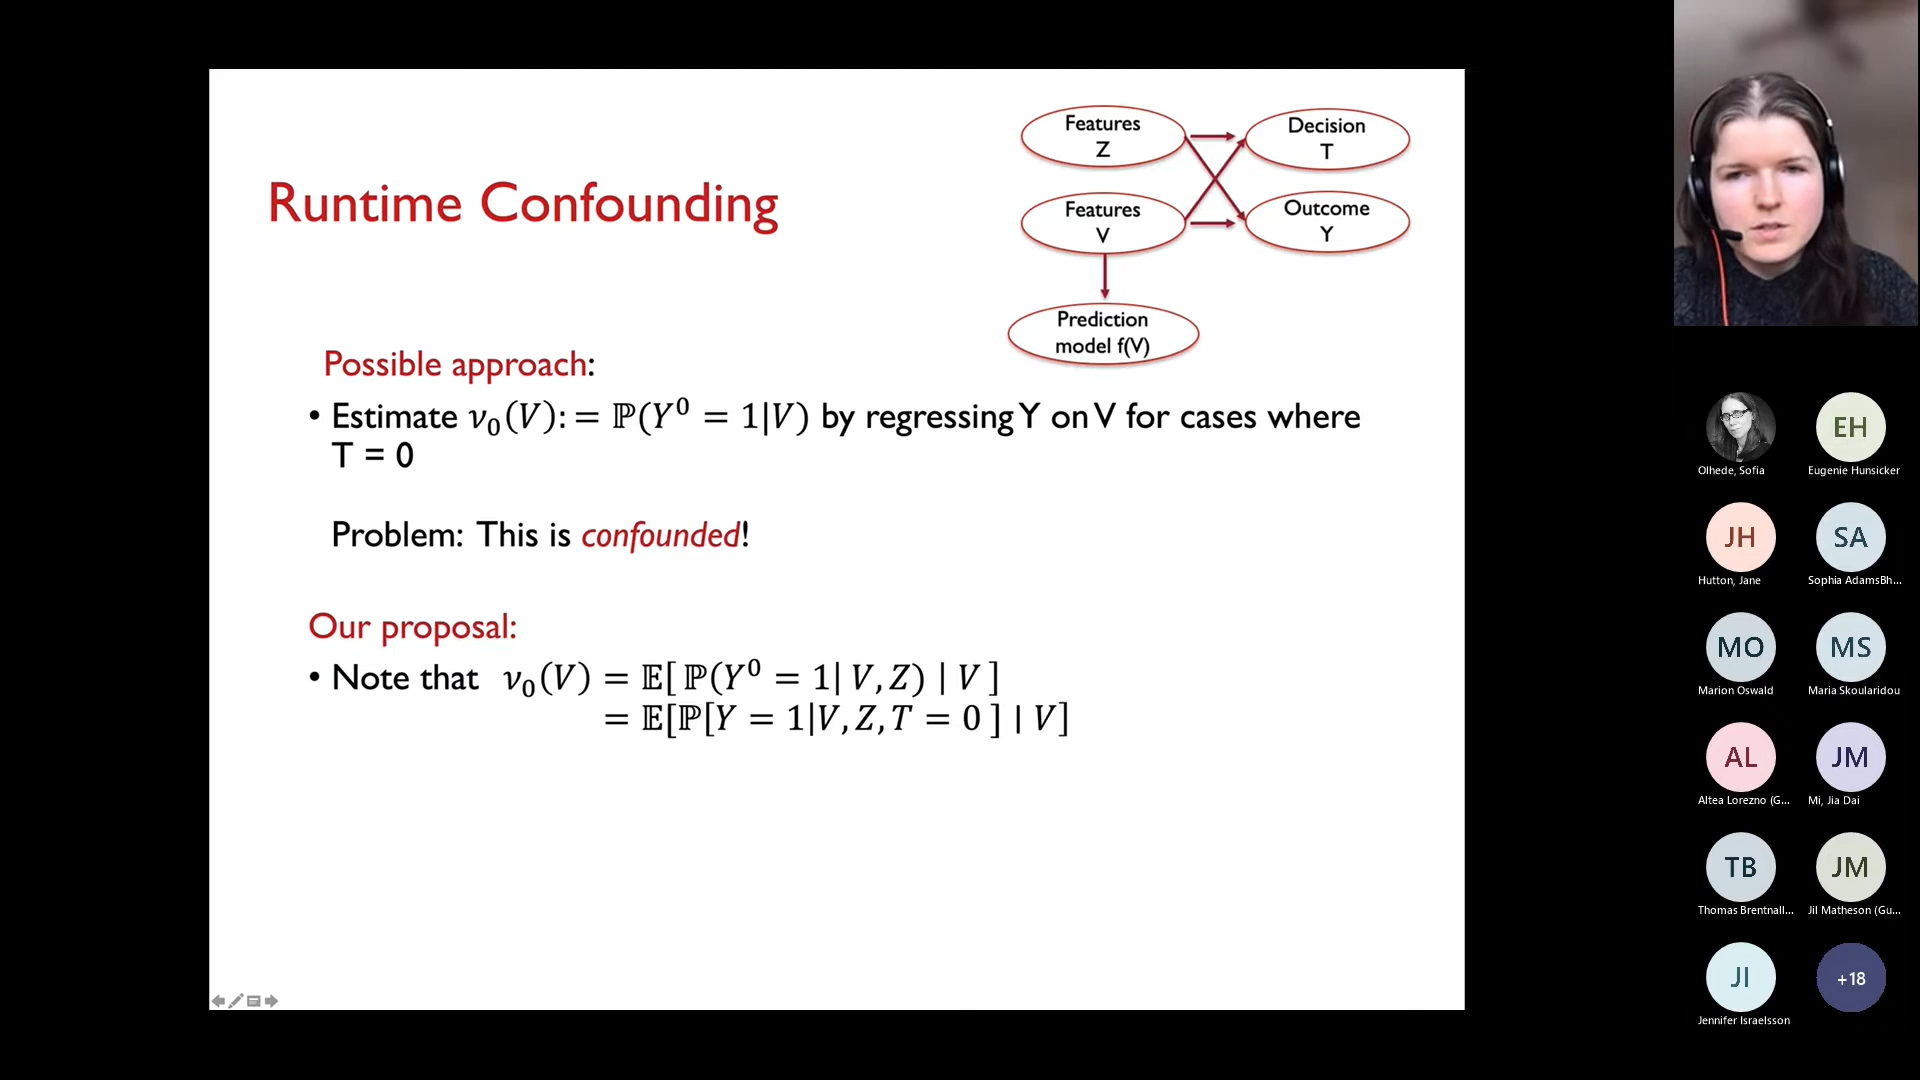 Runtime Confounding
Features
Z
Decision
T
Features
V
Outcome
Y
Prediction
model f(V)
Possible approach:
• Estimate 𝜈₀(𝑉): = ℙ(𝑌⁰ = 1|𝑉) by regressing Y on V for cases where
T = 0
Problem: This is confounded!
Our proposal:
• Note that 𝜈₀(𝑉) = 𝔼[ ℙ(𝑌⁰ = 1| 𝑉, 𝑍) | 𝑉 ]
= 𝔼[ℙ[𝑌 = 1|𝑉, 𝑍, 𝑇 = 0 ] | 𝑉]
Olhede, Sofia
EH
Eugenie Hunsicker
JH
Hutton, Jane
SA
Sophia AdamsBh...
MO
Marion Oswald
MS
Maria Skoularidou
AL
Altea Lorezno (G...
JM
Mi, Jia Dai
TB
Thomas Brentnall...
JM
Jil Matheson (Gu...
JI
Jennifer Israelsson
+18